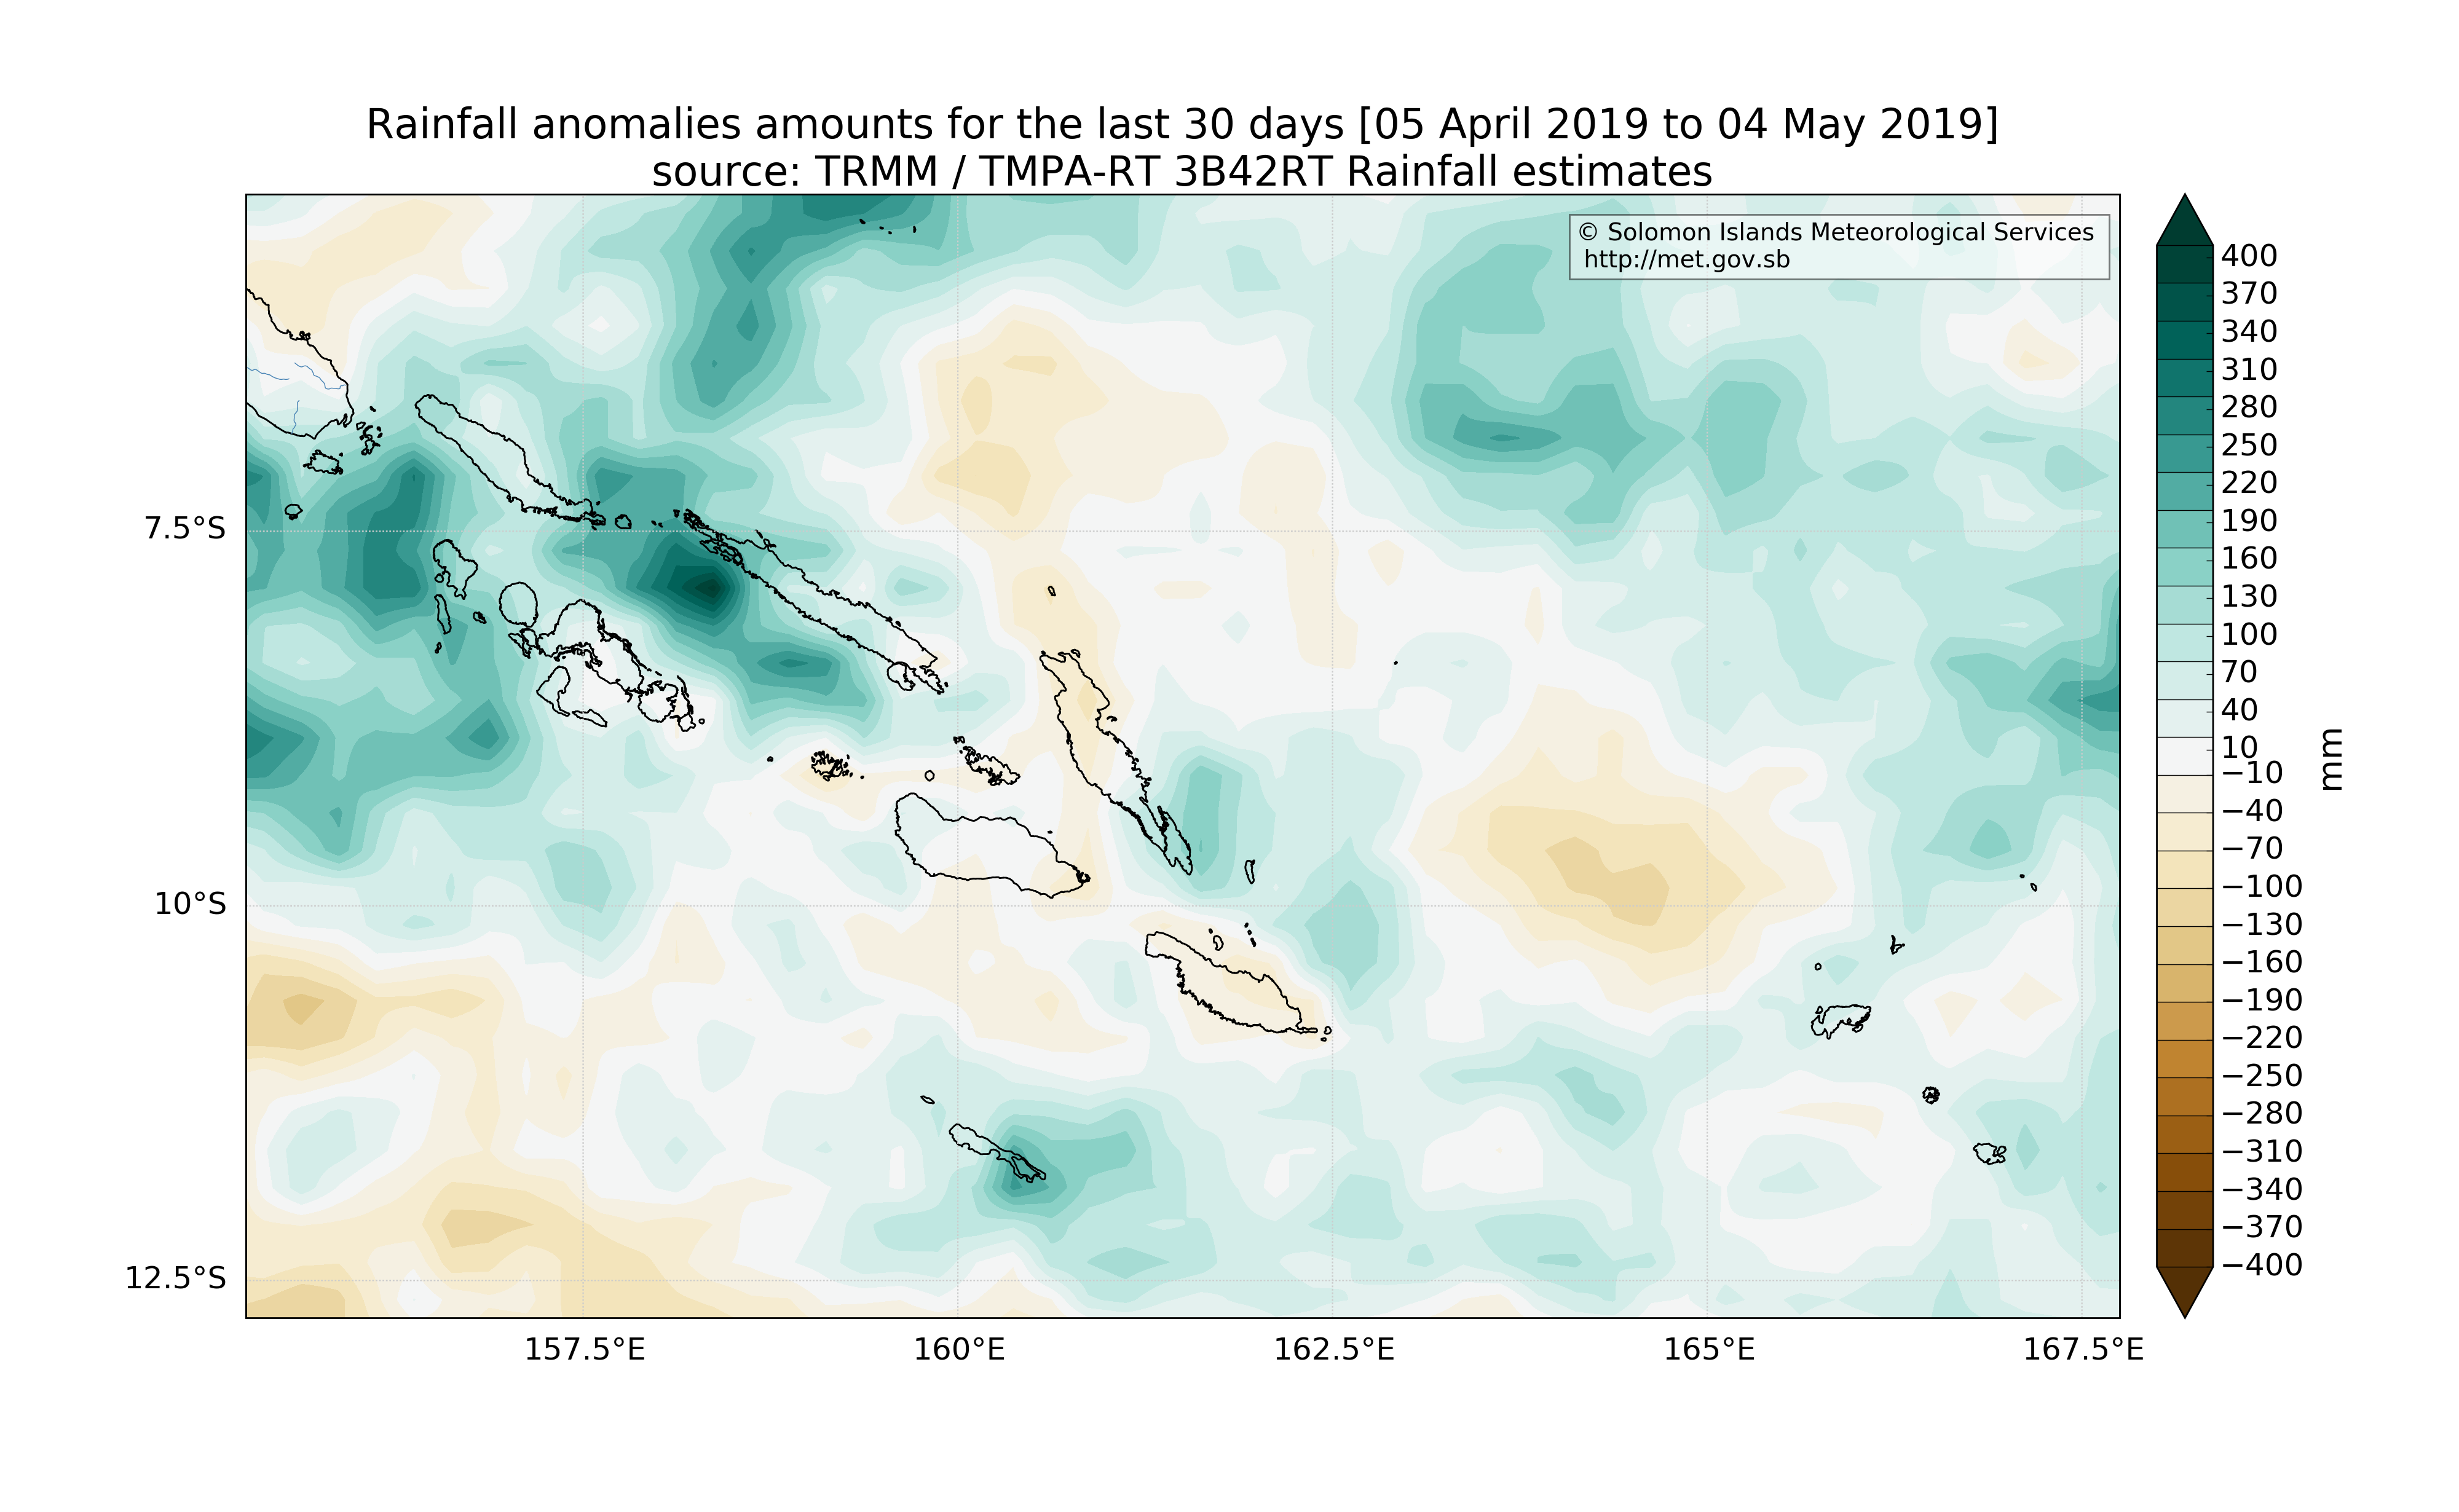 Rainfall anomalies amounts for the last 30 days [05 April 2019 to 04 May 2019]
source: TRMM / TMPA-RT 3B42RT Rainfall estimates
© Solomon Islands Meteorological Services
http://met.gov.sb
7.5°S
10°S
12.5°S
157.5°E
160°E
162.5°E
165°E
167.5°E
400
370
340
310
280
250
220
190
160
130
100
70
40
10
−10
−40
−70
−100
−130
−160
−190
−220
−250
−280
−310
−340
−370
−400
mm